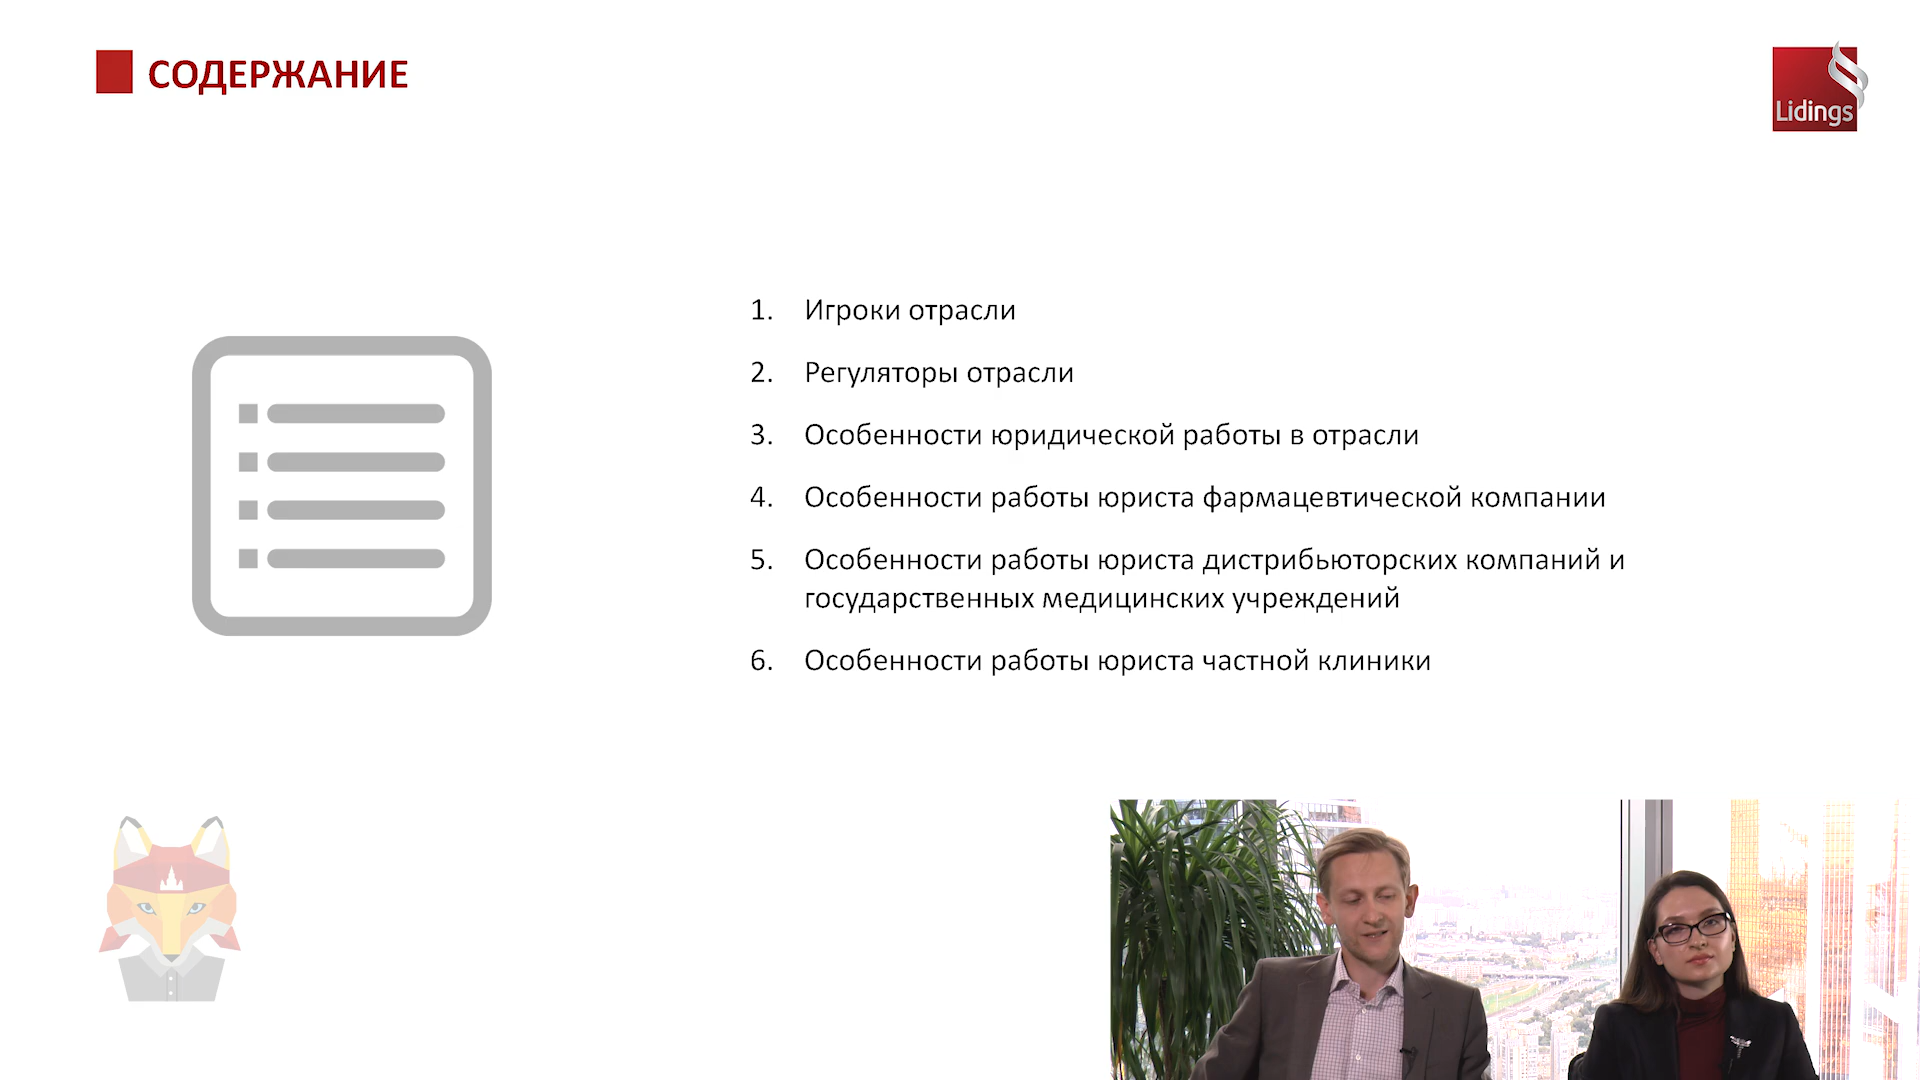 СОДЕРЖАНИЕ
Lidings
1. Игроки отрасли
2. Регуляторы отрасли
3. Особенности юридической работы в отрасли
4. Особенности работы юриста фармацевтической компании
5. Особенности работы юриста дистрибьюторских компаний и
государственных медицинских учреждений
6. Особенности работы юриста частной клиники